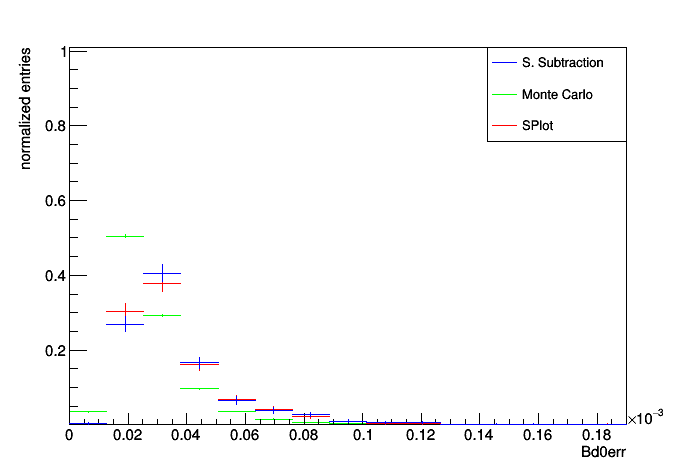 normalized entries
1
0.8
0.6
0.4
0.2
S. Subtraction
Monte Carlo
SPlot
0 0.02 0.04 0.06 0.08 0.1 0.12 0.14 0.16 0.18 ×10⁻³
Bd0err